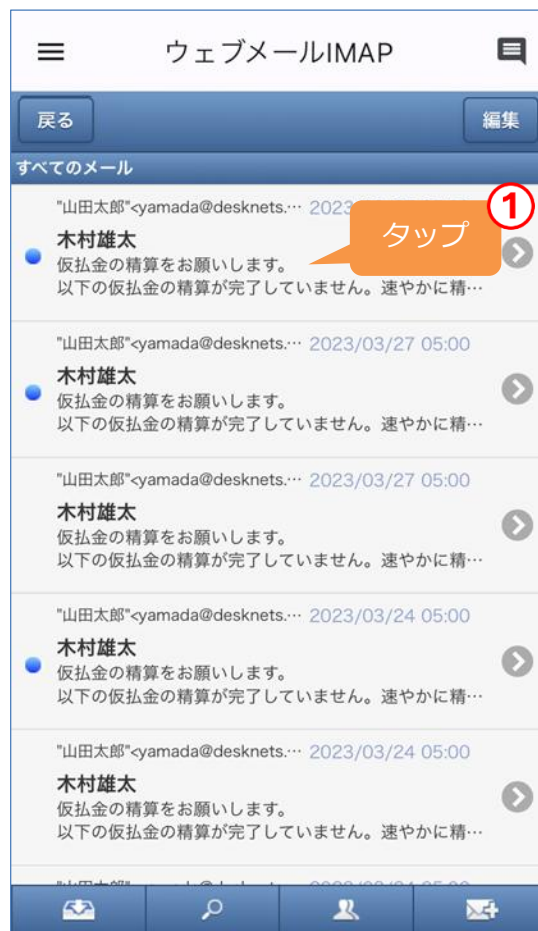 ウェブメールIMAP
戻る
編集
すべてのメール
"山田太郎"<yamada@desknets.… 2023
①
タップ
木村雄太
仮払金の精算をお願いします。
以下の仮払金の精算が完了していません。速やかに精…
"山田太郎"<yamada@desknets.… 2023/03/27 05:00
木村雄太
仮払金の精算をお願いします。
以下の仮払金の精算が完了していません。速やかに精…
"山田太郎"<yamada@desknets.… 2023/03/27 05:00
木村雄太
仮払金の精算をお願いします。
以下の仮払金の精算が完了していません。速やかに精…
"山田太郎"<yamada@desknets.… 2023/03/24 05:00
木村雄太
仮払金の精算をお願いします。
以下の仮払金の精算が完了していません。速やかに精…
"山田太郎"<yamada@desknets.… 2023/03/24 05:00
木村雄太
仮払金の精算をお願いします。
以下の仮払金の精算が完了していません。速やかに精…